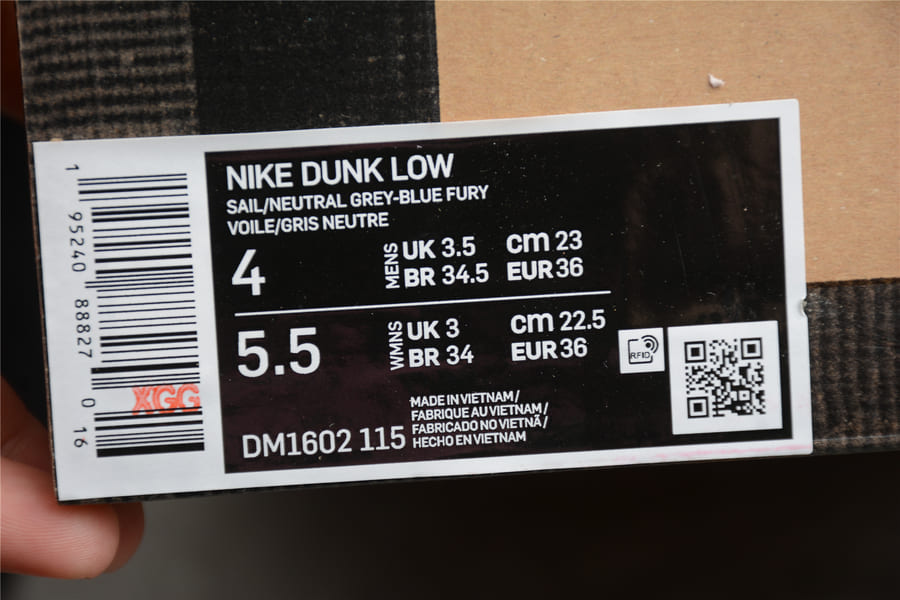 NIKE DUNK LOW
SAIL/NEUTRAL GREY-BLUE FURY
VOILE/GRIS NEUTRE
4
MENS
UK 3.5 cm 23
BR 34.5 EUR 36
5.5
WMNS
UK 3 cm 22.5
BR 34 EUR 36
RFID
DM1602 115
MADE IN VIETNAM/
FABRIQUE AU VIETNAM/
FABRICADO NO VIETNÃ/
HECHO EN VIETNAM
1 95240 88827 0 16
XGG